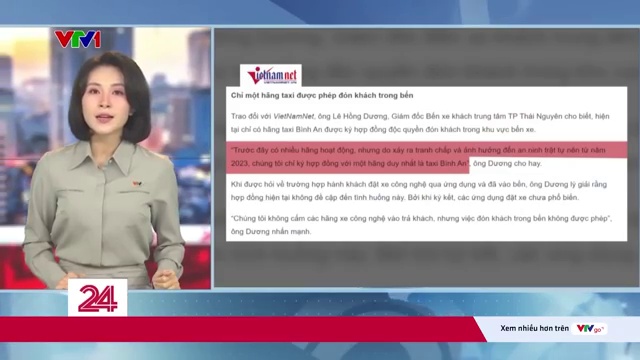 VTV1
Vietnamnet
VIETNAMNET.VN
Chỉ một hãng taxi được phép đón khách trong bến
Trao đổi với VietNamNet, ông Lê Hồng Dương, Giám đốc Bến xe khách trung tâm TP Thái Nguyên cho biết, hiện
tại chỉ có hãng taxi Bình An được ký hợp đồng độc quyền đón khách trong khu vực bến xe.
"Trước đây có nhiều hãng hoạt động, nhưng do xảy ra tranh chấp và ảnh hưởng đến an ninh trật tự nên từ năm
2023, chúng tôi chỉ ký hợp đồng với một hãng duy nhất là taxi Bình An", ông Dương cho hay.
Khi được hỏi về trường hợp hành khách đặt xe công nghệ qua ứng dụng và đã vào bến, ông Dương lý giải rằng
hợp đồng hiện tại không đề cập đến tình huống này. Bởi khi ký kết, các ứng dụng đặt xe chưa phổ biến.
"Chúng tôi không cấm các hãng xe công nghệ vào trả khách, nhưng việc đón khách trong bến không được phép",
ông Dương nhấn mạnh.
24
Xem nhiều hơn trên
VTVgo